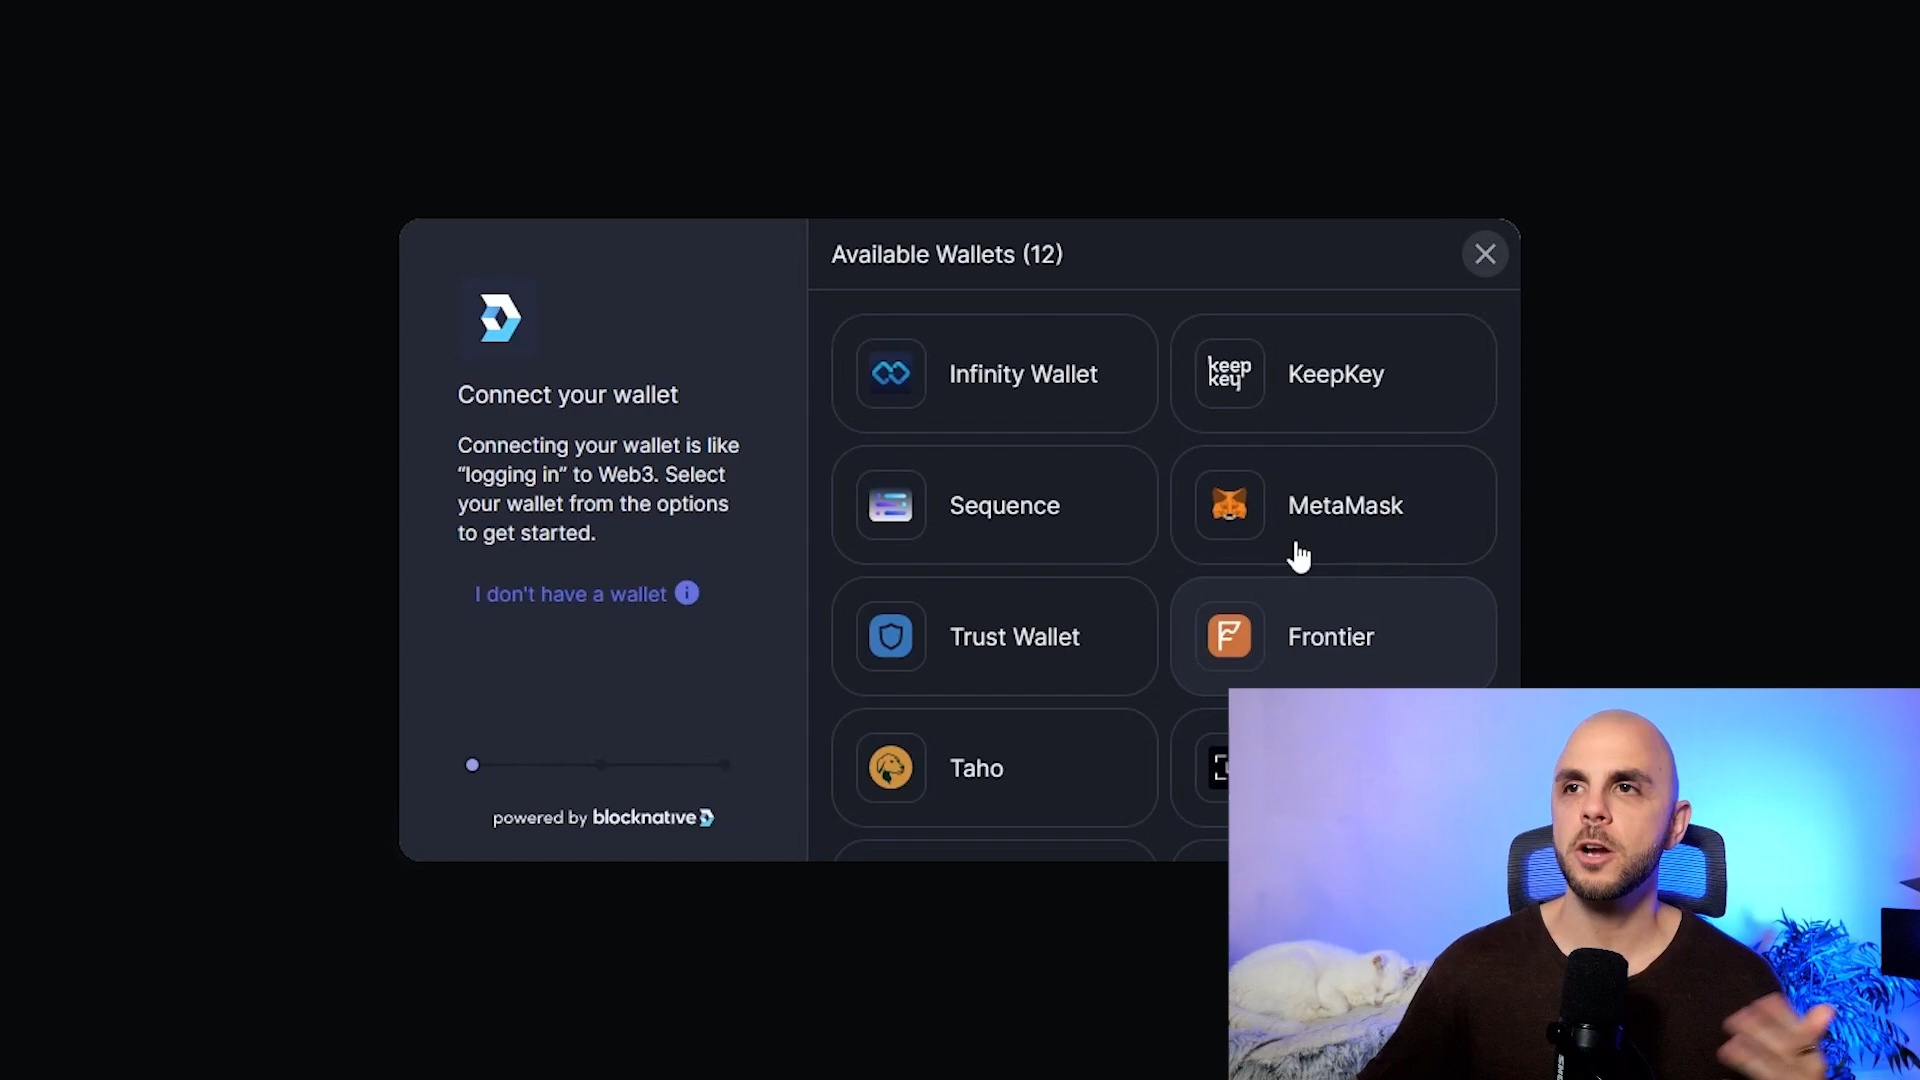 Available Wallets (12)
Connect your wallet
Connecting your wallet is like
“logging in” to Web3. Select
your wallet from the options
to get started.
I don't have a wallet i
powered by blocknative
Infinity Wallet
keep
key
KeepKey
Sequence
MetaMask
Trust Wallet
F
Frontier
Taho